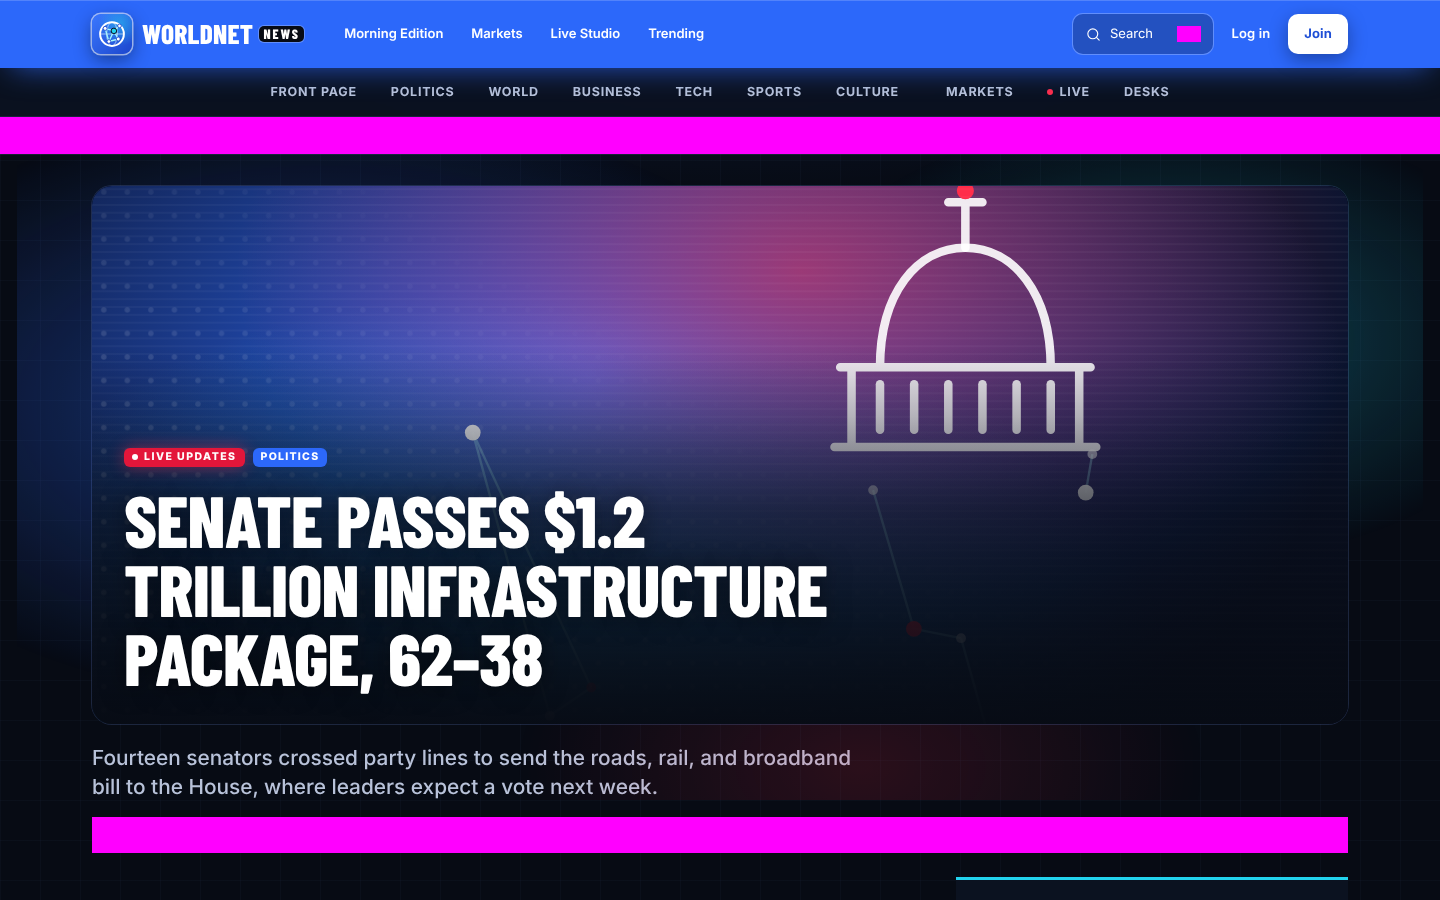 WORLDNET NEWS
Morning Edition
Markets
Live Studio
Trending
Search
Log in
Join
FRONT PAGE
POLITICS
WORLD
BUSINESS
TECH
SPORTS
CULTURE
MARKETS
LIVE
DESKS
LIVE UPDATES
POLITICS
SENATE PASSES $1.2
TRILLION INFRASTRUCTURE
PACKAGE, 62–38
Fourteen senators crossed party lines to send the roads, rail, and broadband
bill to the House, where leaders expect a vote next week.